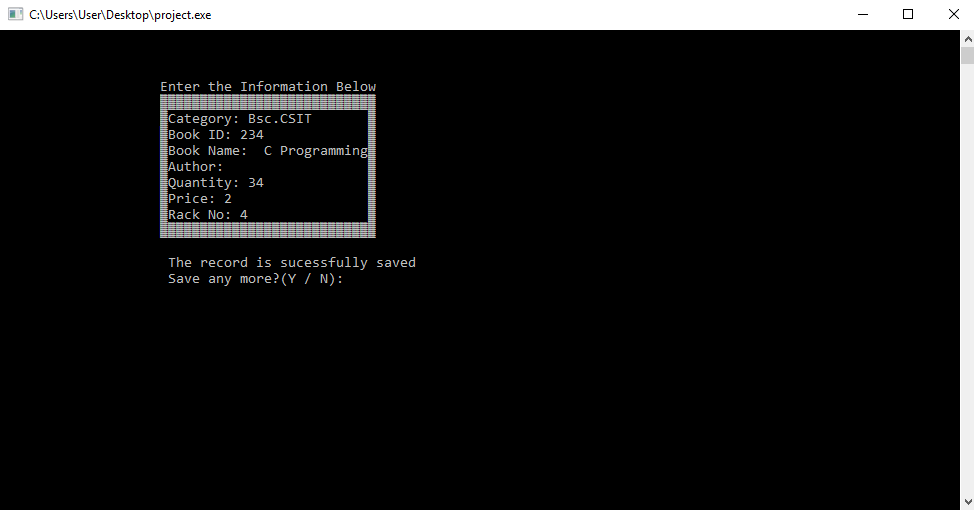 C:\Users\User\Desktop\project.exe
Enter the Information Below
Category: Bsc.CSIT
Book ID: 234
Book Name:  C Programming
Author:
Quantity: 34
Price: 2
Rack No: 4
The record is sucessfully saved
Save any more?(Y / N):